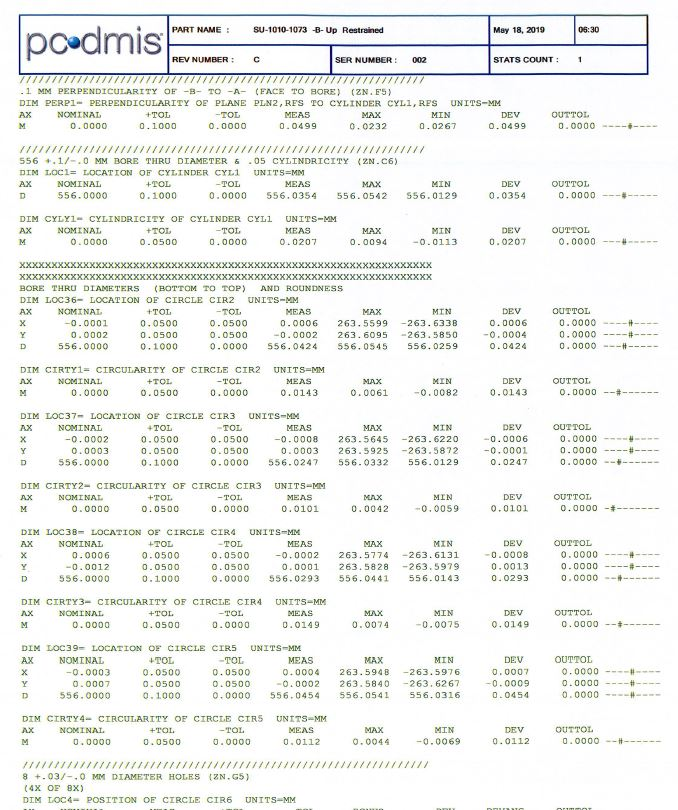 pc•dmis
PART NAME : SU-1010-1073 -B- Up Restrained May 18, 2019 06:30
REV NUMBER : C SER NUMBER : 002 STATS COUNT : 1
////////////////////////////////////////////////////////////////////
.1 MM PERPENDICULARITY OF -B- TO -A- (FACE TO BORE) (ZN.F5)
DIM PERP1= PERPENDICULARITY OF PLANE PLN2,RFS TO CYLINDER CYL1,RFS UNITS=MM
AX NOMINAL +TOL -TOL MEAS MAX MIN DEV OUTTOL
M 0.0000 0.1000 0.0000 0.0499 0.0232 0.0267 0.0499 0.0000 ----#----
////////////////////////////////////////////////////////////////////
556 +.1/-.0 MM BORE THRU DIAMETER & .05 CYLINDRICITY (ZN.C6)
DIM LOC1= LOCATION OF CYLINDER CYL1 UNITS=MM
AX NOMINAL +TOL -TOL MEAS MAX MIN DEV OUTTOL
D 556.0000 0.1000 0.0000 556.0354 556.0542 556.0129 0.0354 0.0000 ---#-----
DIM CYLY1= CYLINDRICITY OF CYLINDER CYL1 UNITS=MM
AX NOMINAL +TOL -TOL MEAS MAX MIN DEV OUTTOL
M 0.0000 0.0500 0.0000 0.0207 0.0094 -0.0113 0.0207 0.0000 ---#-----
XXXXXXXXXXXXXXXXXXXXXXXXXXXXXXXXXXXXXXXXXXXXXXXXXXXXXXXXXXXXXXXXXXXXX
XXXXXXXXXXXXXXXXXXXXXXXXXXXXXXXXXXXXXXXXXXXXXXXXXXXXXXXXXXXXXXXXXXXXX
BORE THRU DIAMETERS (BOTTOM TO TOP) AND ROUNDNESS
DIM LOC36= LOCATION OF CIRCLE CIR2 UNITS=MM
AX NOMINAL +TOL -TOL MEAS MAX MIN DEV OUTTOL
X -0.0001 0.0500 0.0500 0.0006 263.5599 -263.6338 0.0006 0.0000 ----#----
Y 0.0002 0.0500 0.0500 -0.0002 263.6095 -263.5850 -0.0004 0.0000 ----#----
D 556.0000 0.1000 0.0000 556.0424 556.0545 556.0259 0.0424 0.0000 ---#-----
DIM CIRTY1= CIRCULARITY OF CIRCLE CIR2 UNITS=MM
AX NOMINAL +TOL -TOL MEAS MAX MIN DEV OUTTOL
M 0.0000 0.0500 0.0000 0.0143 0.0061 -0.0082 0.0143 0.0000 --#------
DIM LOC37= LOCATION OF CIRCLE CIR3 UNITS=MM
AX NOMINAL +TOL -TOL MEAS MAX MIN DEV OUTTOL
X -0.0002 0.0500 0.0500 -0.0008 263.5645 -263.6220 -0.0006 0.0000 ----#----
Y 0.0003 0.0500 0.0500 0.0003 263.5925 -263.5872 -0.0001 0.0000 ----#----
D 556.0000 0.1000 0.0000 556.0247 556.0332 556.0129 0.0247 0.0000 --#------
DIM CIRTY2= CIRCULARITY OF CIRCLE CIR3 UNITS=MM
AX NOMINAL +TOL -TOL MEAS MAX MIN DEV OUTTOL
M 0.0000 0.0500 0.0000 0.0101 0.0042 -0.0059 0.0101 0.0000 -#-------
DIM LOC38= LOCATION OF CIRCLE CIR4 UNITS=MM
AX NOMINAL +TOL -TOL MEAS MAX MIN DEV OUTTOL
X 0.0006 0.0500 0.0500 -0.0002 263.5774 -263.6131 -0.0008 0.0000 ----#----
Y -0.0012 0.0500 0.0500 0.0001 263.5828 -263.5979 0.0013 0.0000 ----#----
D 556.0000 0.1000 0.0000 556.0293 556.0441 556.0143 0.0293 0.0000 --#------
DIM CIRTY3= CIRCULARITY OF CIRCLE CIR4 UNITS=MM
AX NOMINAL +TOL -TOL MEAS MAX MIN DEV OUTTOL
M 0.0000 0.0500 0.0000 0.0149 0.0074 -0.0075 0.0149 0.0000 --#------
DIM LOC39= LOCATION OF CIRCLE CIR5 UNITS=MM
AX NOMINAL +TOL -TOL MEAS MAX MIN DEV OUTTOL
X -0.0003 0.0500 0.0500 0.0004 263.5948 -263.5976 0.0007 0.0000 ----#----
Y 0.0007 0.0500 0.0500 -0.0002 263.5840 -263.6267 -0.0009 0.0000 ----#----
D 556.0000 0.1000 0.0000 556.0454 556.0541 556.0316 0.0454 0.0000 ----#----
DIM CIRTY4= CIRCULARITY OF CIRCLE CIR5 UNITS=MM
AX NOMINAL +TOL -TOL MEAS MAX MIN DEV OUTTOL
M 0.0000 0.0500 0.0000 0.0112 0.0044 -0.0069 0.0112 0.0000 --#------
////////////////////////////////////////////////////////////////////
8 +.03/-.0 MM DIAMETER HOLES (ZN.G5)
(4X OF 8X)
DIM LOC4= POSITION OF CIRCLE CIR6 UNITS=MM